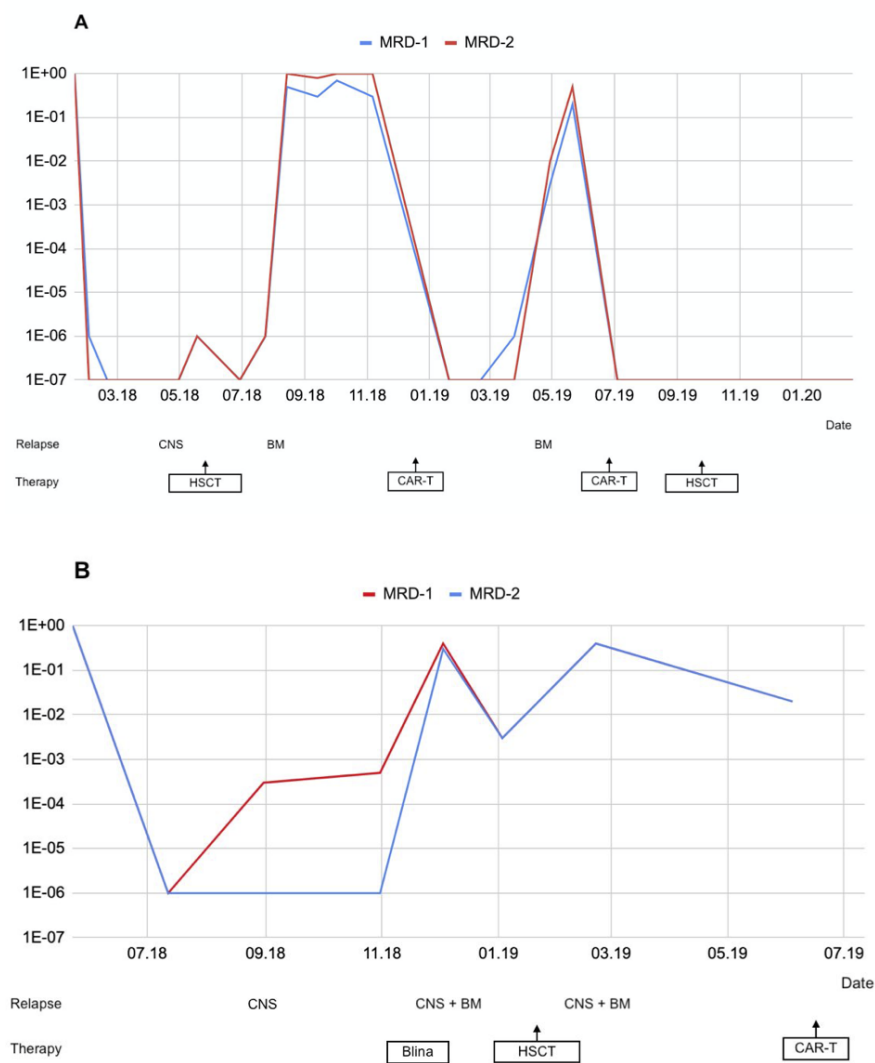 A
MRD-1 MRD-2
1E+00
1E-01
1E-02
1E-03
1E-04
1E-05
1E-06
1E-07
03.18 05.18 07.18 09.18 11.18 01.19 03.19 05.19 07.19 09.19 11.19 01.20
Date
Relapse CNS BM BM
Therapy HSCT CAR-T CAR-T HSCT
B
MRD-1 MRD-2
1E+00
1E-01
1E-02
1E-03
1E-04
1E-05
1E-06
1E-07
07.18 09.18 11.18 01.19 03.19 05.19 07.19
Date
Relapse CNS CNS + BM CNS + BM
Therapy Blina HSCT CAR-T